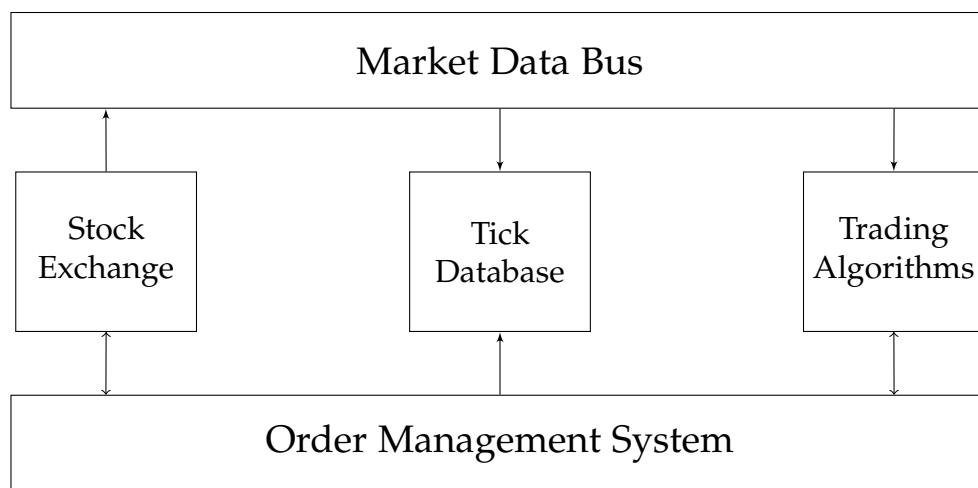 Market Data Bus
Stock
Exchange
Tick
Database
Trading
Algorithms
Order Management System